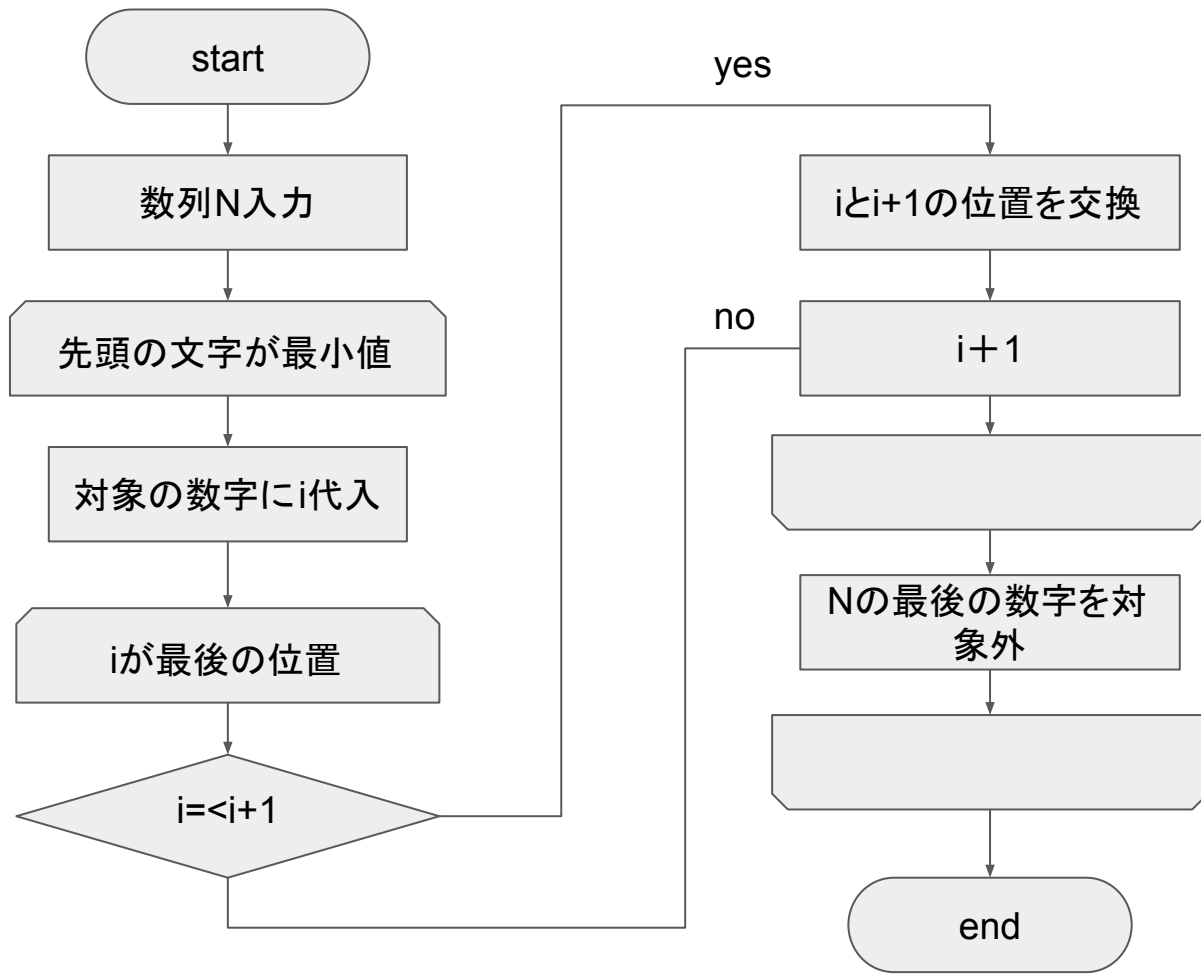 start
数列N入力
先頭の文字が最小値
対象の数字にi代入
iが最後の位置
i=<i+1
yes
iとi+1の位置を交換
no
i＋1
Nの最後の数字を対
象外
end